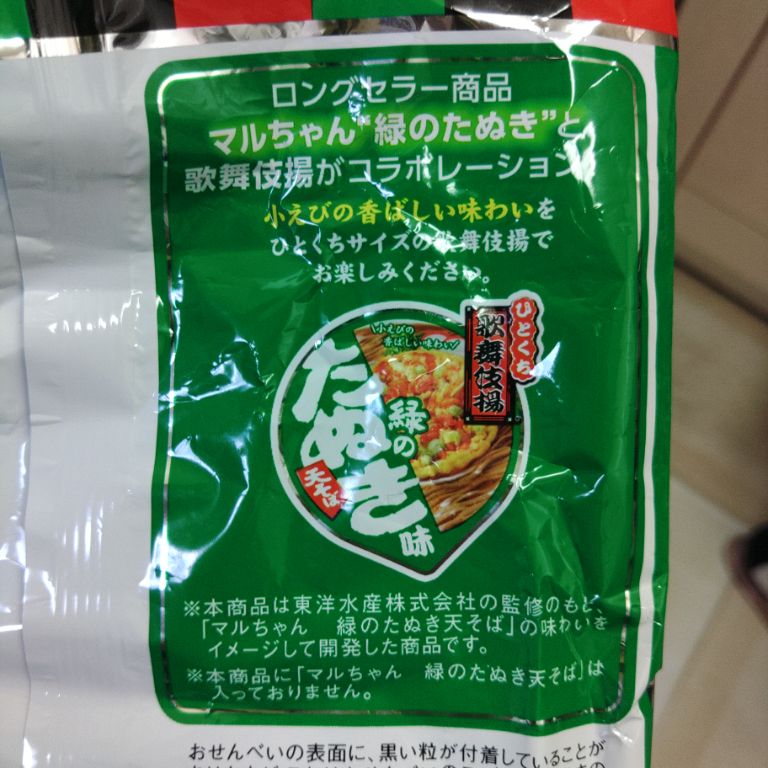 ロングセラー商品
マルちゃん“緑のたぬき”と
歌舞伎揚がコラボレーション
小えびの香ばしい味わいを
ひとくちサイズの歌舞伎揚で
お楽しみください。
小えびの
香ばしい味わい
ひとくち
歌舞伎揚
緑の
たぬき
天そば
味
※本商品は東洋水産株式会社の監修のもと、
「マルちゃん 緑のたぬき天そば」の味わいを
イメージして開発した商品です。
※本商品に「マルちゃん 緑のたぬき天そば」は
入っておりません。
おせんべいの表面に、黒い粒が付着していることが